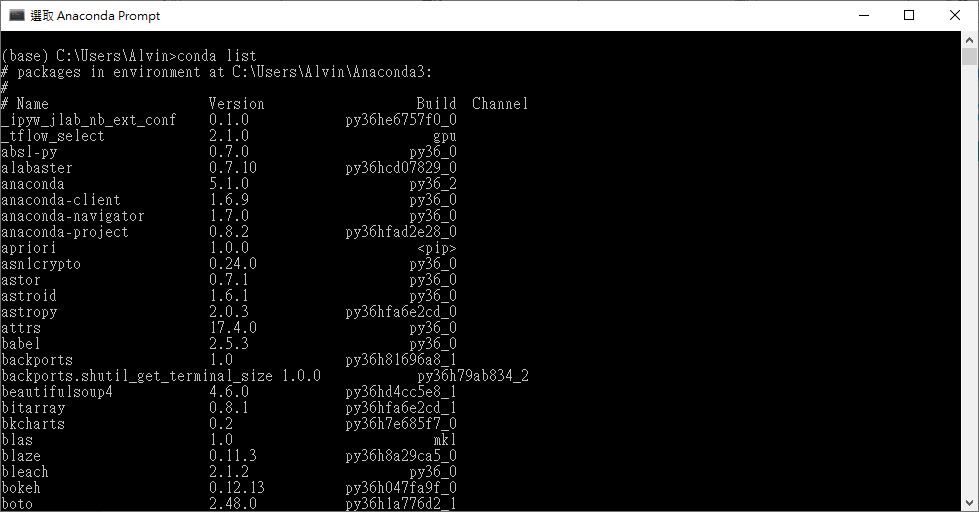 選取 Anaconda Prompt
(base) C:\Users\Alvin>conda list
# packages in environment at C:\Users\Alvin\Anaconda3:
#
# Name Version Build Channel
_ipyw_jlab_nb_ext_conf 0.1.0 py36he6757f0_0
_tflow_select 2.1.0 gpu
absl-py 0.7.0 py36_0
alabaster 0.7.10 py36hcd07829_0
anaconda 5.1.0 py36_2
anaconda-client 1.6.9 py36_0
anaconda-navigator 1.7.0 py36_0
anaconda-project 0.8.2 py36hfad2e28_0
apriori 1.0.0 <pip>
asn1crypto 0.24.0 py36_0
astor 0.7.1 py36_0
astroid 1.6.1 py36_0
astropy 2.0.3 py36hfa6e2cd_0
attrs 17.4.0 py36_0
babel 2.5.3 py36_0
backports 1.0 py36h81696a8_1
backports.shutil_get_terminal_size 1.0.0 py36h79ab834_2
beautifulsoup4 4.6.0 py36hd4cc5e8_1
bitarray 0.8.1 py36hfa6e2cd_1
bkcharts 0.2 py36h7e685f7_0
blas 1.0 mkl
blaze 0.11.3 py36h8a29ca5_0
bleach 2.1.2 py36_0
bokeh 0.12.13 py36h047fa9f_0
boto 2.48.0 py36h1a776d2_1